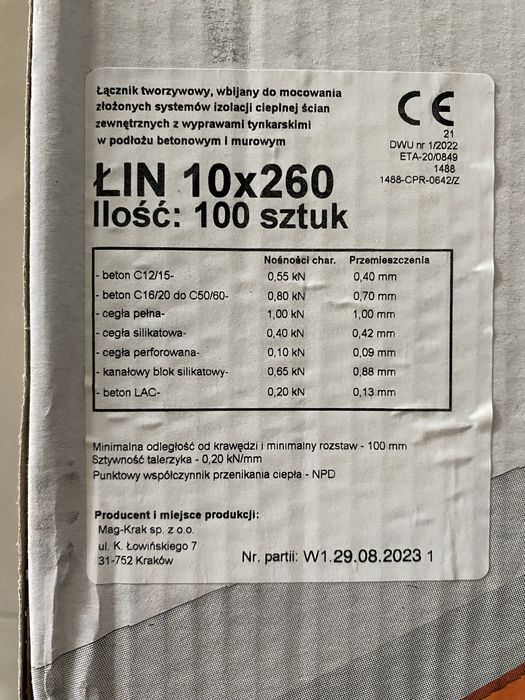 Łącznik tworzywowy, wbijany do mocowania
złożonych systemów izolacji cieplnej ścian
zewnętrznych z wyprawami tynkarskimi
w podłożu betonowym i murowym
CE
21
DWU nr 1/2022
ETA-20/0849
1488
1488-CPR-0642/Z
ŁIN 10x260
Ilość: 100 sztuk
Nośności char. Przemieszczenia
- beton C12/15- 0,55 kN 0,40 mm
- beton C16/20 do C50/60- 0,80 kN 0,70 mm
- cegła pełna- 1,00 kN 1,00 mm
- cegła silikatowa- 0,40 kN 0,42 mm
- cegła perforowana- 0,10 kN 0,09 mm
- kanałowy blok silikatowy- 0,65 kN 0,88 mm
- beton LAC- 0,20 kN 0,13 mm
Minimalna odległość od krawędzi i minimalny rozstaw - 100 mm
Sztywność talerzyka - 0,20 kN/mm
Punktowy współczynnik przenikania ciepła - NPD
Producent i miejsce produkcji:
Mag-Krak sp. z o.o.
ul. K. Łowińskiego 7
31-752 Kraków
Nr. partii: W1.29.08.2023 1